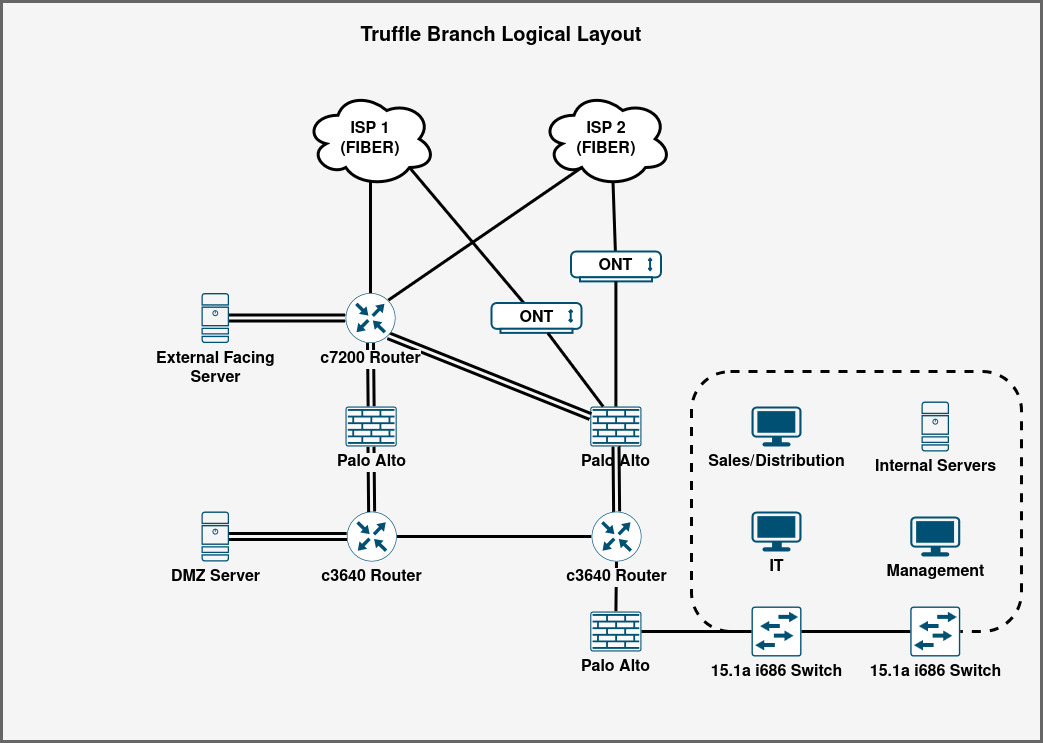 Truffle Branch Logical Layout
ISP 1
(FIBER)
ISP 2
(FIBER)
ONT
ONT
External Facing
Server
c7200 Router
Palo Alto
Palo Alto
Sales/Distribution
Internal Servers
DMZ Server
c3640 Router
c3640 Router
IT
Management
Palo Alto
15.1a i686 Switch
15.1a i686 Switch